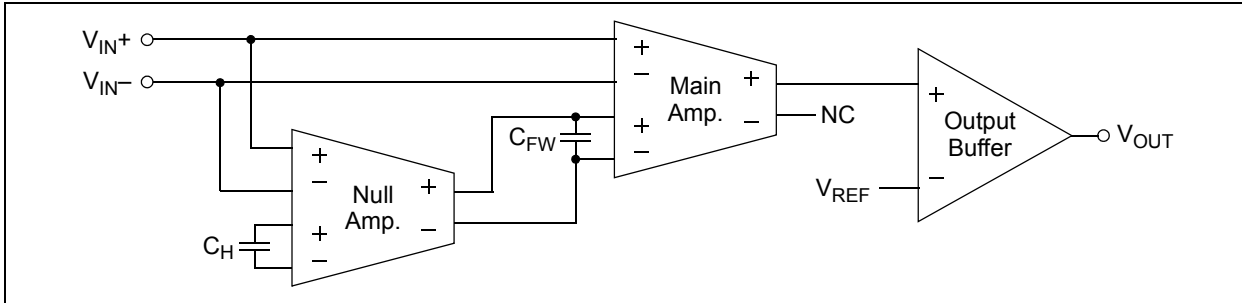 V_IN+
V_IN–
+
–
+
–
Main
Amp.
+
–
NC
+
–
Output
Buffer
V_OUT
V_REF
C_FW
+
–
+
–
Null
Amp.
+
–
C_H